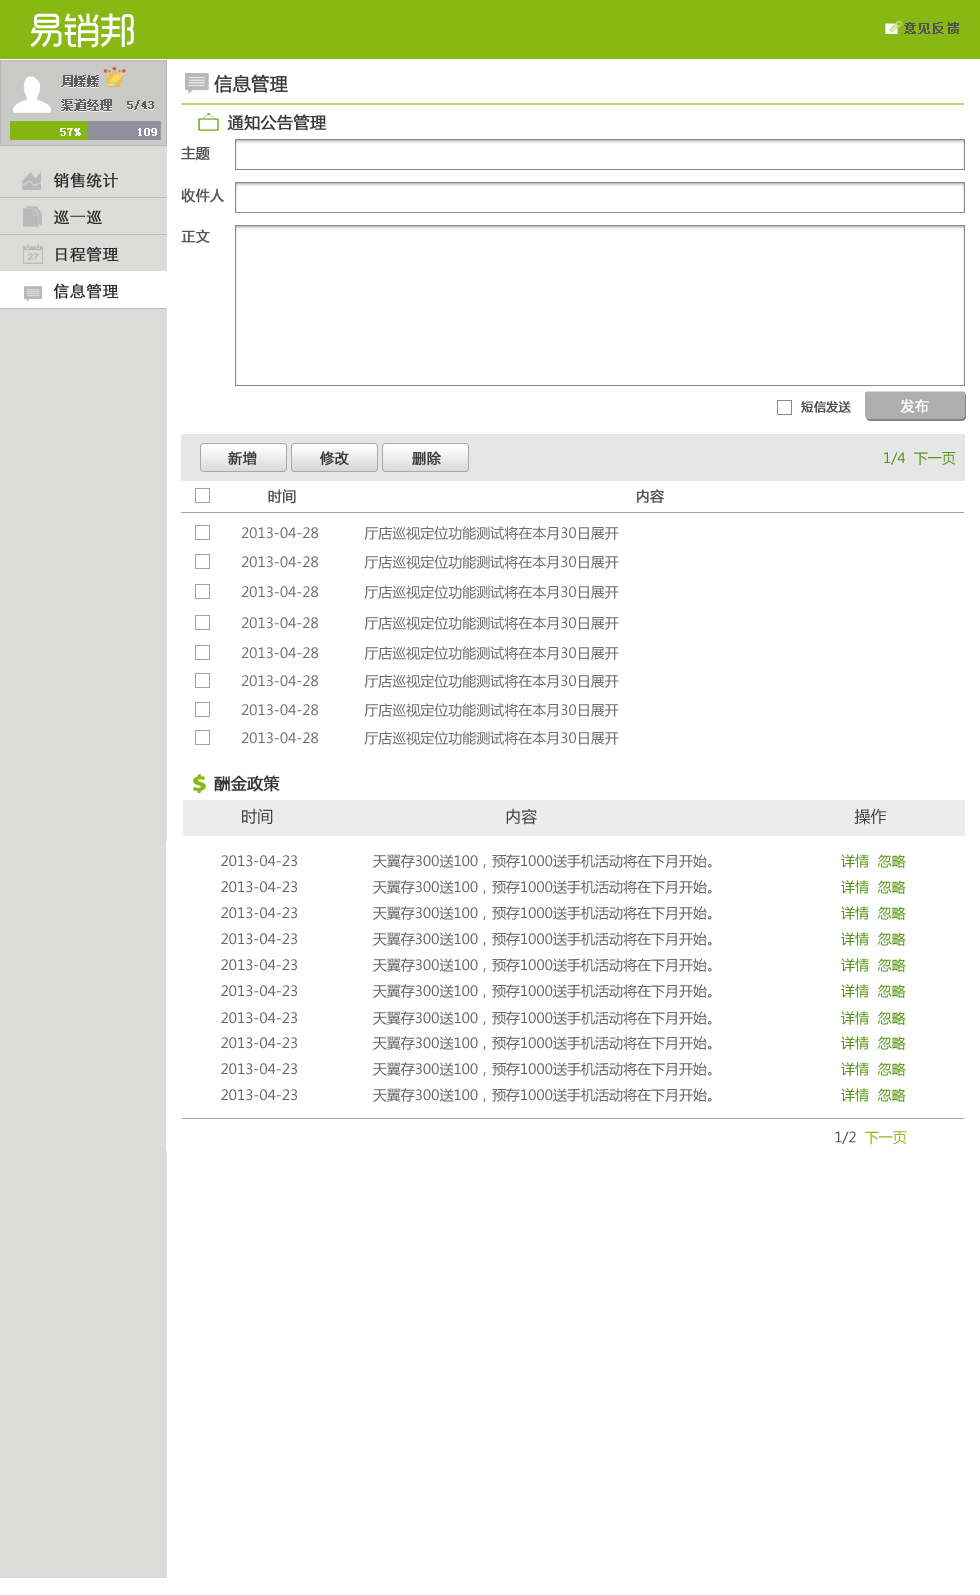 易销邦
意见反馈
周媛媛
渠道经理 5/43
57% 109
销售统计
巡一巡
27
日程管理
信息管理
信息管理
通知公告管理
主题
收件人
正文
短信发送 发布
新增 修改 删除 1/4 下一页
时间 内容
2013-04-28 厅店巡视定位功能测试将在本月30日展开
2013-04-28 厅店巡视定位功能测试将在本月30日展开
2013-04-28 厅店巡视定位功能测试将在本月30日展开
2013-04-28 厅店巡视定位功能测试将在本月30日展开
2013-04-28 厅店巡视定位功能测试将在本月30日展开
2013-04-28 厅店巡视定位功能测试将在本月30日展开
2013-04-28 厅店巡视定位功能测试将在本月30日展开
2013-04-28 厅店巡视定位功能测试将在本月30日展开
$ 酬金政策
时间 内容 操作
2013-04-23 天翼存300送100，预存1000送手机活动将在下月开始。 详情 忽略
2013-04-23 天翼存300送100，预存1000送手机活动将在下月开始。 详情 忽略
2013-04-23 天翼存300送100，预存1000送手机活动将在下月开始。 详情 忽略
2013-04-23 天翼存300送100，预存1000送手机活动将在下月开始。 详情 忽略
2013-04-23 天翼存300送100，预存1000送手机活动将在下月开始。 详情 忽略
2013-04-23 天翼存300送100，预存1000送手机活动将在下月开始。 详情 忽略
2013-04-23 天翼存300送100，预存1000送手机活动将在下月开始。 详情 忽略
2013-04-23 天翼存300送100，预存1000送手机活动将在下月开始。 详情 忽略
2013-04-23 天翼存300送100，预存1000送手机活动将在下月开始。 详情 忽略
2013-04-23 天翼存300送100，预存1000送手机活动将在下月开始。 详情 忽略
1/2 下一页